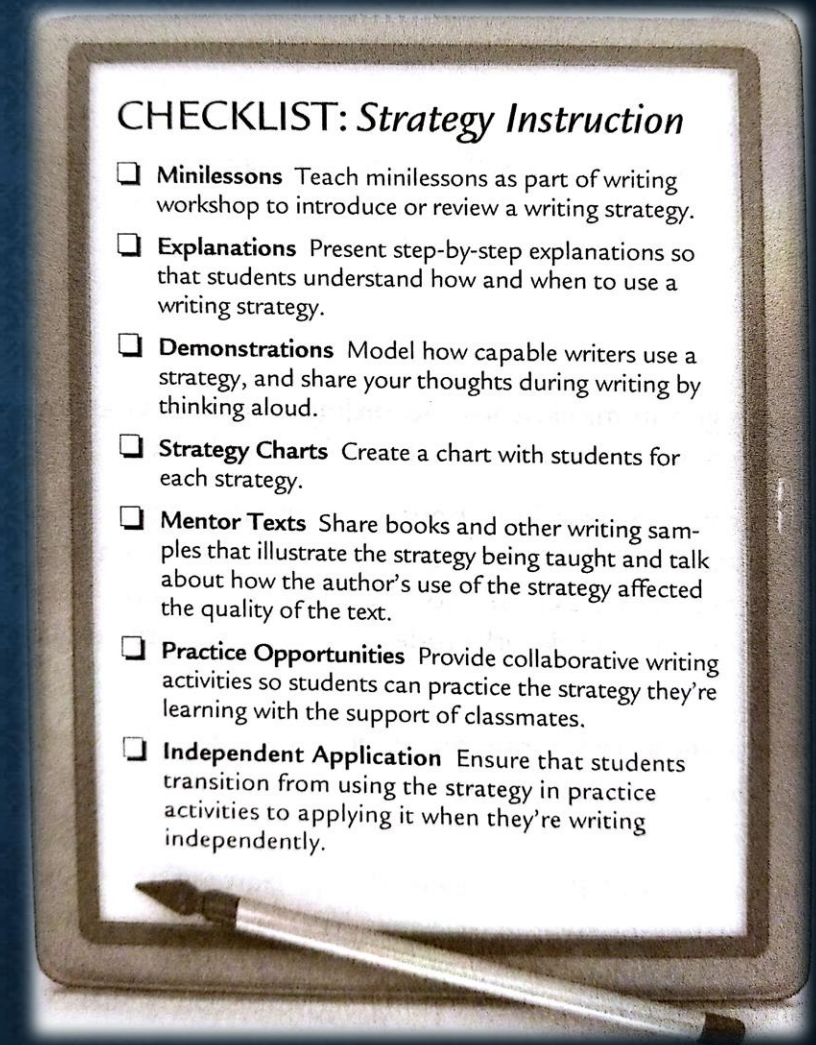 CHECKLIST: Strategy Instruction
❑ Minilessons Teach minilessons as part of writing
workshop to introduce or review a writing strategy.
❑ Explanations Present step-by-step explanations so
that students understand how and when to use a
writing strategy.
❑ Demonstrations Model how capable writers use a
strategy, and share your thoughts during writing by
thinking aloud.
❑ Strategy Charts Create a chart with students for
each strategy.
❑ Mentor Texts Share books and other writing sam-
ples that illustrate the strategy being taught and talk
about how the author's use of the strategy affected
the quality of the text.
❑ Practice Opportunities Provide collaborative writing
activities so students can practice the strategy they're
learning with the support of classmates.
❑ Independent Application Ensure that students
transition from using the strategy in practice
activities to applying it when they're writing
independently.